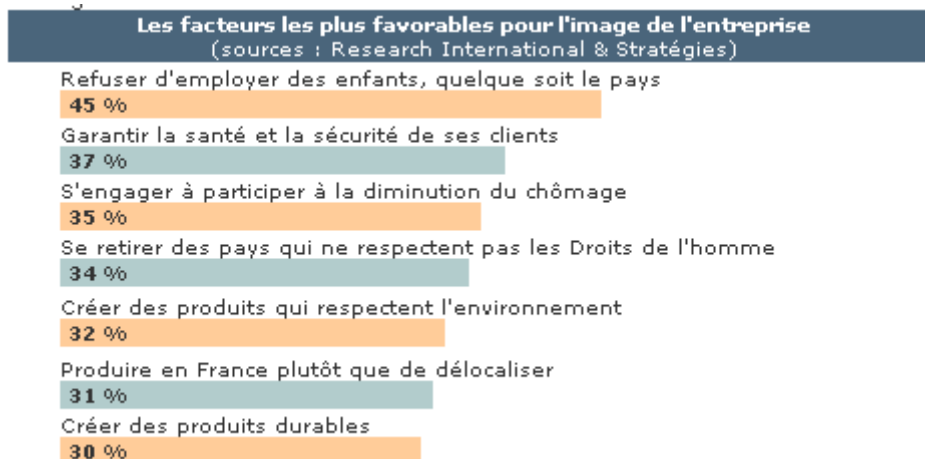 Les facteurs les plus favorables pour l'image de l'entreprise
(sources : Research International & Stratégies)
Refuser d'employer des enfants, quelque soit le pays
45 %
Garantir la santé et la sécurité de ses clients
37 %
S'engager à participer à la diminution du chômage
35 %
Se retirer des pays qui ne respectent pas les Droits de l'homme
34 %
Créer des produits qui respectent l'environnement
32 %
Produire en France plutôt que de délocaliser
31 %
Créer des produits durables
30 %